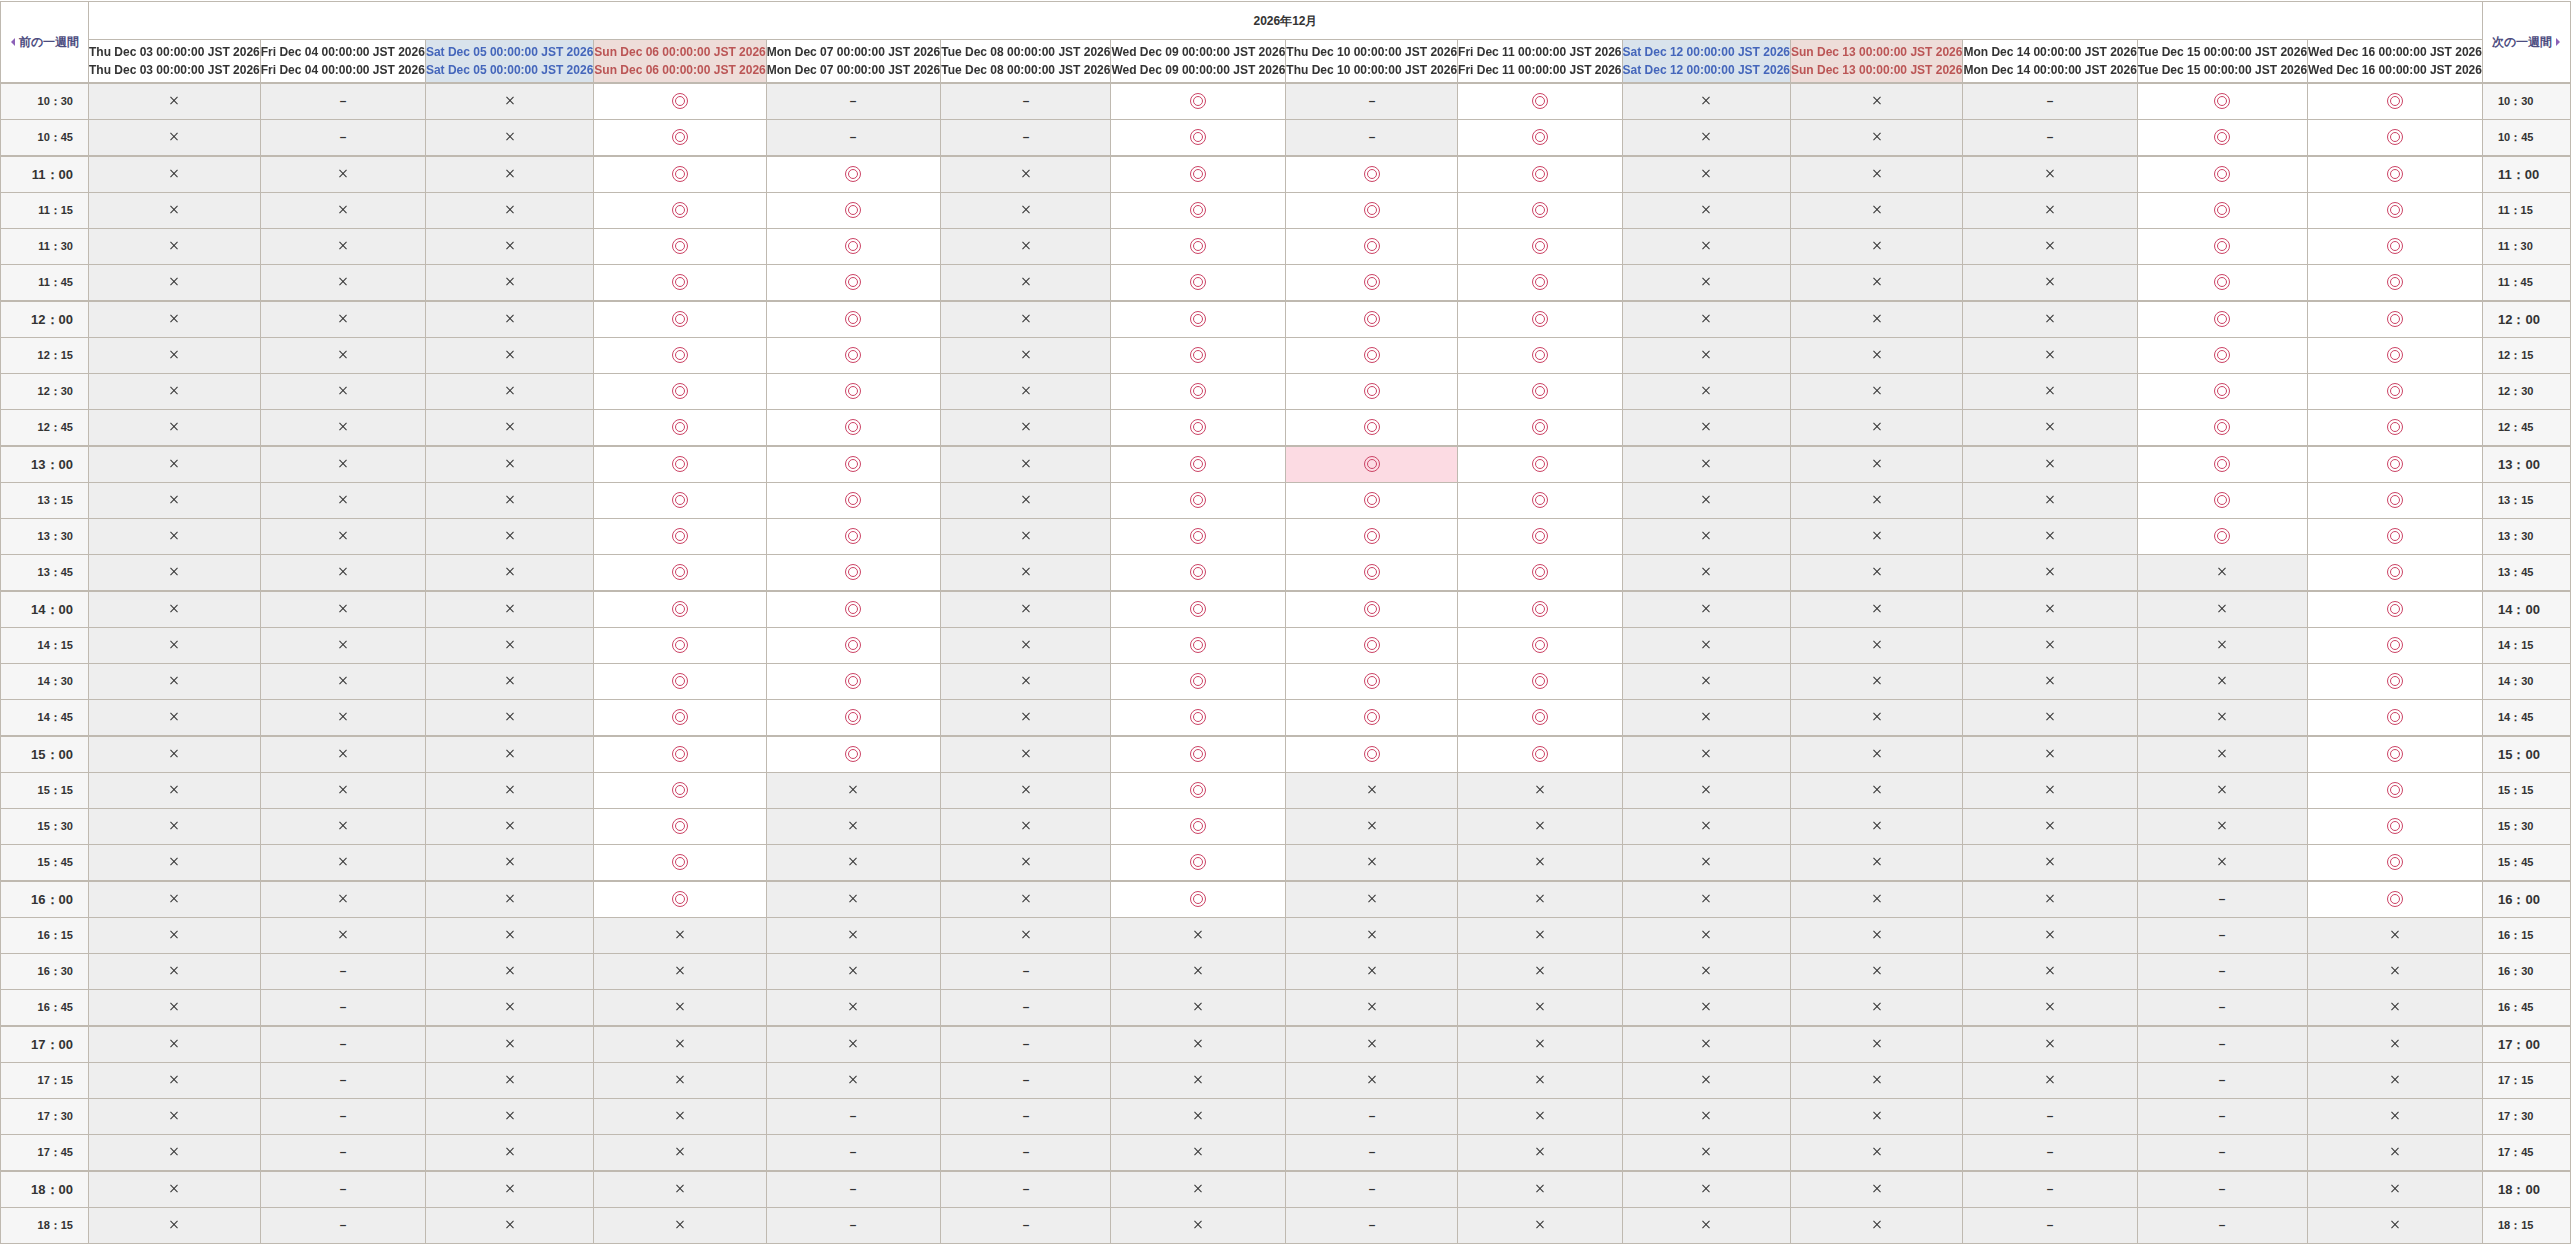 2026年12月
前の一週間
次の一週間
Thu Dec 03 00:00:00 JST 2026 Fri Dec 04 00:00:00 JST 2026 Sat Dec 05 00:00:00 JST 2026 Sun Dec 06 00:00:00 JST 2026 Mon Dec 07 00:00:00 JST 2026 Tue Dec 08 00:00:00 JST 2026 Wed Dec 09 00:00:00 JST 2026 Thu Dec 10 00:00:00 JST 2026 Fri Dec 11 00:00:00 JST 2026 Sat Dec 12 00:00:00 JST 2026 Sun Dec 13 00:00:00 JST 2026 Mon Dec 14 00:00:00 JST 2026 Tue Dec 15 00:00:00 JST 2026 Wed Dec 16 00:00:00 JST 2026
Thu Dec 03 00:00:00 JST 2026 Fri Dec 04 00:00:00 JST 2026 Sat Dec 05 00:00:00 JST 2026 Sun Dec 06 00:00:00 JST 2026 Mon Dec 07 00:00:00 JST 2026 Tue Dec 08 00:00:00 JST 2026 Wed Dec 09 00:00:00 JST 2026 Thu Dec 10 00:00:00 JST 2026 Fri Dec 11 00:00:00 JST 2026 Sat Dec 12 00:00:00 JST 2026 Sun Dec 13 00:00:00 JST 2026 Mon Dec 14 00:00:00 JST 2026 Tue Dec 15 00:00:00 JST 2026 Wed Dec 16 00:00:00 JST 2026
10：30 × − × ◎ − − ◎ − ◎ × × − ◎ ◎ 10：30
10：45 × − × ◎ − − ◎ − ◎ × × − ◎ ◎ 10：45
11：00 × × × ◎ ◎ × ◎ ◎ ◎ × × × ◎ ◎ 11：00
11：15 × × × ◎ ◎ × ◎ ◎ ◎ × × × ◎ ◎ 11：15
11：30 × × × ◎ ◎ × ◎ ◎ ◎ × × × ◎ ◎ 11：30
11：45 × × × ◎ ◎ × ◎ ◎ ◎ × × × ◎ ◎ 11：45
12：00 × × × ◎ ◎ × ◎ ◎ ◎ × × × ◎ ◎ 12：00
12：15 × × × ◎ ◎ × ◎ ◎ ◎ × × × ◎ ◎ 12：15
12：30 × × × ◎ ◎ × ◎ ◎ ◎ × × × ◎ ◎ 12：30
12：45 × × × ◎ ◎ × ◎ ◎ ◎ × × × ◎ ◎ 12：45
13：00 × × × ◎ ◎ × ◎ ◎ ◎ × × × ◎ ◎ 13：00
13：15 × × × ◎ ◎ × ◎ ◎ ◎ × × × ◎ ◎ 13：15
13：30 × × × ◎ ◎ × ◎ ◎ ◎ × × × ◎ ◎ 13：30
13：45 × × × ◎ ◎ × ◎ ◎ ◎ × × × × ◎ 13：45
14：00 × × × ◎ ◎ × ◎ ◎ ◎ × × × × ◎ 14：00
14：15 × × × ◎ ◎ × ◎ ◎ ◎ × × × × ◎ 14：15
14：30 × × × ◎ ◎ × ◎ ◎ ◎ × × × × ◎ 14：30
14：45 × × × ◎ ◎ × ◎ ◎ ◎ × × × × ◎ 14：45
15：00 × × × ◎ ◎ × ◎ ◎ ◎ × × × × ◎ 15：00
15：15 × × × ◎ × × ◎ × × × × × × ◎ 15：15
15：30 × × × ◎ × × ◎ × × × × × × ◎ 15：30
15：45 × × × ◎ × × ◎ × × × × × × ◎ 15：45
16：00 × × × ◎ × × ◎ × × × × × − ◎ 16：00
16：15 × × × × × × × × × × × × − × 16：15
16：30 × − × × × − × × × × × × − × 16：30
16：45 × − × × × − × × × × × × − × 16：45
17：00 × − × × × − × × × × × × − × 17：00
17：15 × − × × × − × × × × × × − × 17：15
17：30 × − × × − − × − × × × − − × 17：30
17：45 × − × × − − × − × × × − − × 17：45
18：00 × − × × − − × − × × × − − × 18：00
18：15 × − × × − − × − × × × − − × 18：15